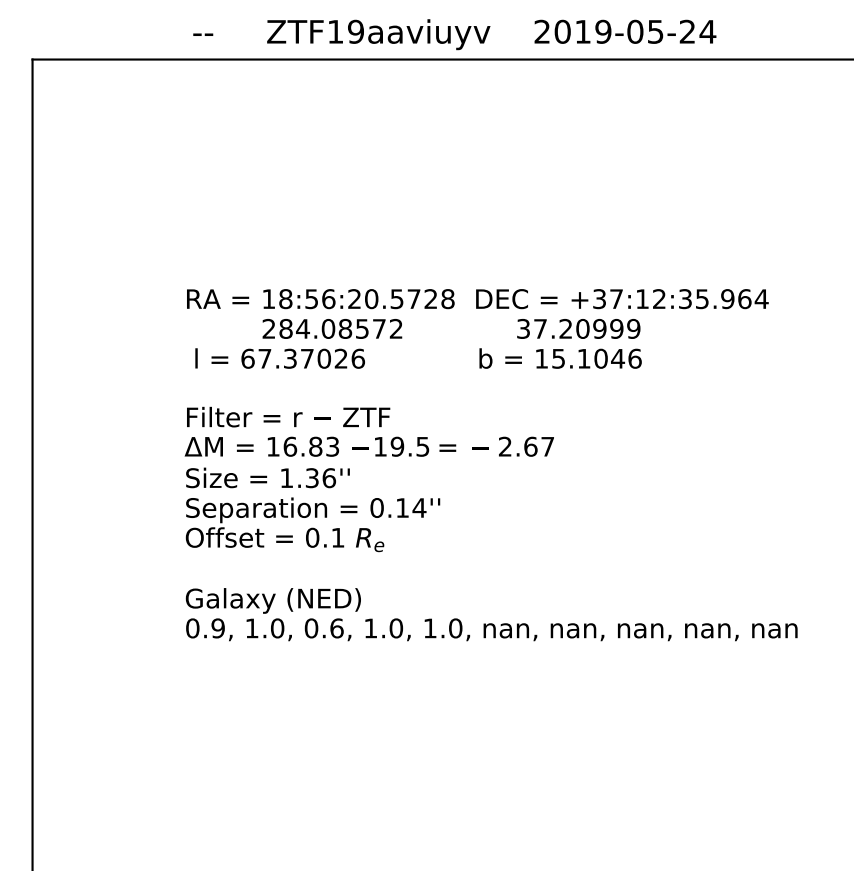 -- ZTF19aaviuyv 2019-05-24
RA = 18:56:20.5728 DEC = +37:12:35.964
284.08572 37.20999
l = 67.37026 b = 15.1046
Filter = r − ZTF
ΔM = 16.83 −19.5 = − 2.67
Size = 1.36''
Separation = 0.14''
Offset = 0.1 Re
Galaxy (NED)
0.9, 1.0, 0.6, 1.0, 1.0, nan, nan, nan, nan, nan